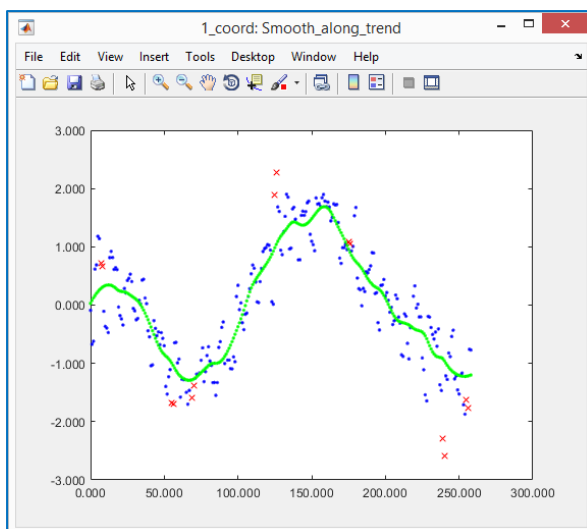 1_coord: Smooth_along_trend
File Edit View Insert Tools Desktop Window Help
3.000
2.000
1.000
0.000
-1.000
-2.000
-3.000
0.000 50.000 100.000 150.000 200.000 250.000 300.000